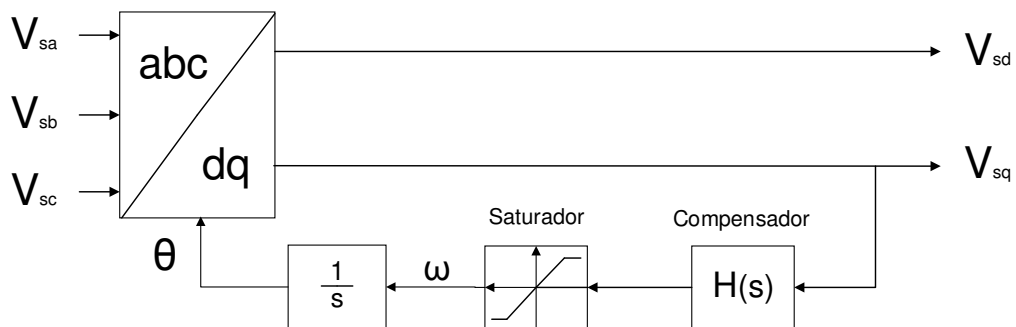 Vsa
abc
Vsd
Vsb
dq
Vsq
Vsc
Saturador
Compensador
θ
1
s
ω
H(s)